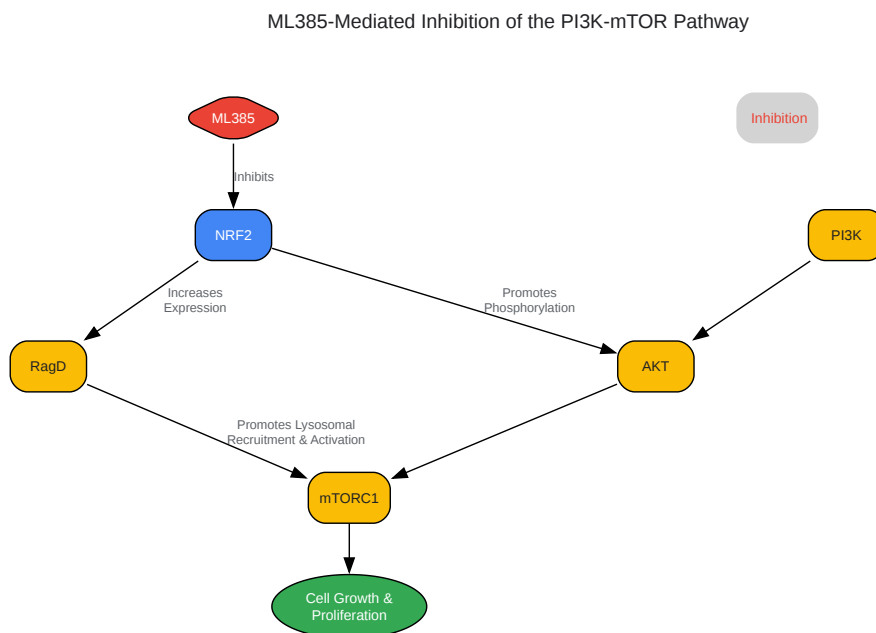 ML385-Mediated Inhibition of the PI3K-mTOR Pathway
ML385
Inhibition
Inhibits
NRF2
PI3K
Increases
Expression
Promotes
Phosphorylation
RagD
AKT
Promotes Lysosomal
Recruitment & Activation
mTORC1
Cell Growth &
Proliferation